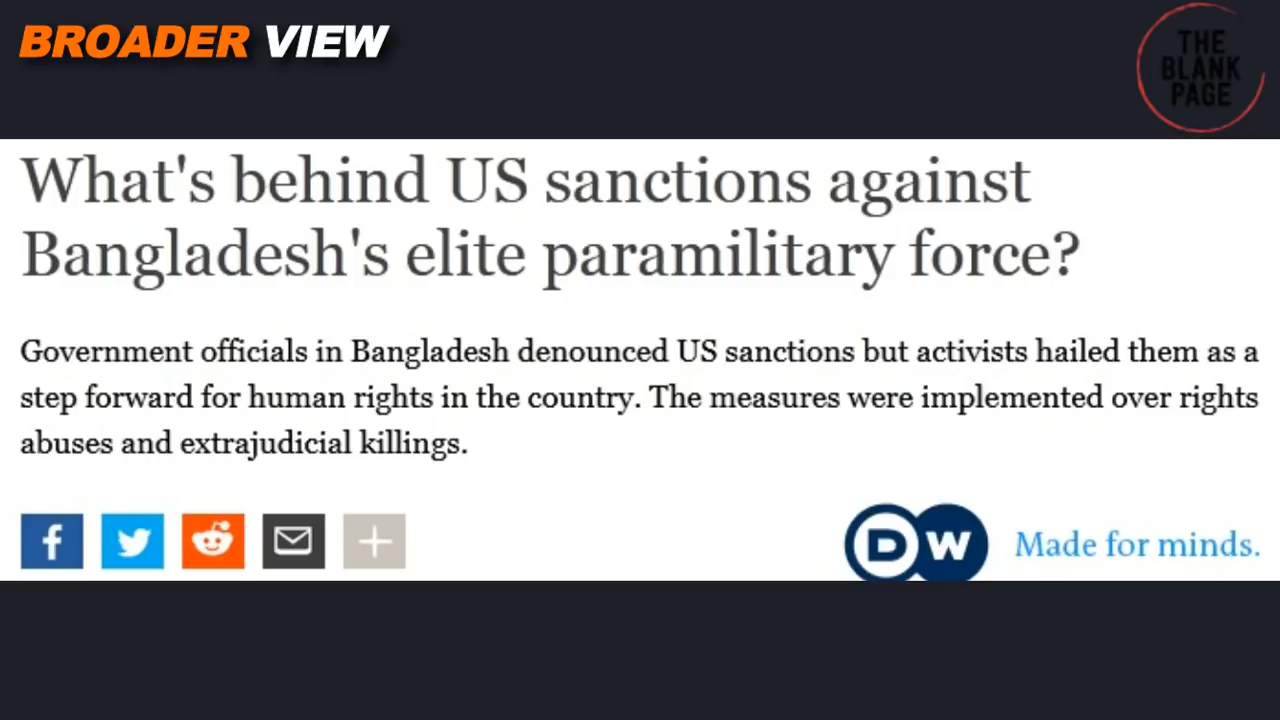 BROADER VIEW
THE
BLANK
PAGE
What's behind US sanctions against
Bangladesh's elite paramilitary force?
Government officials in Bangladesh denounced US sanctions but activists hailed them as a
step forward for human rights in the country. The measures were implemented over rights
abuses and extrajudicial killings.
DW Made for minds.